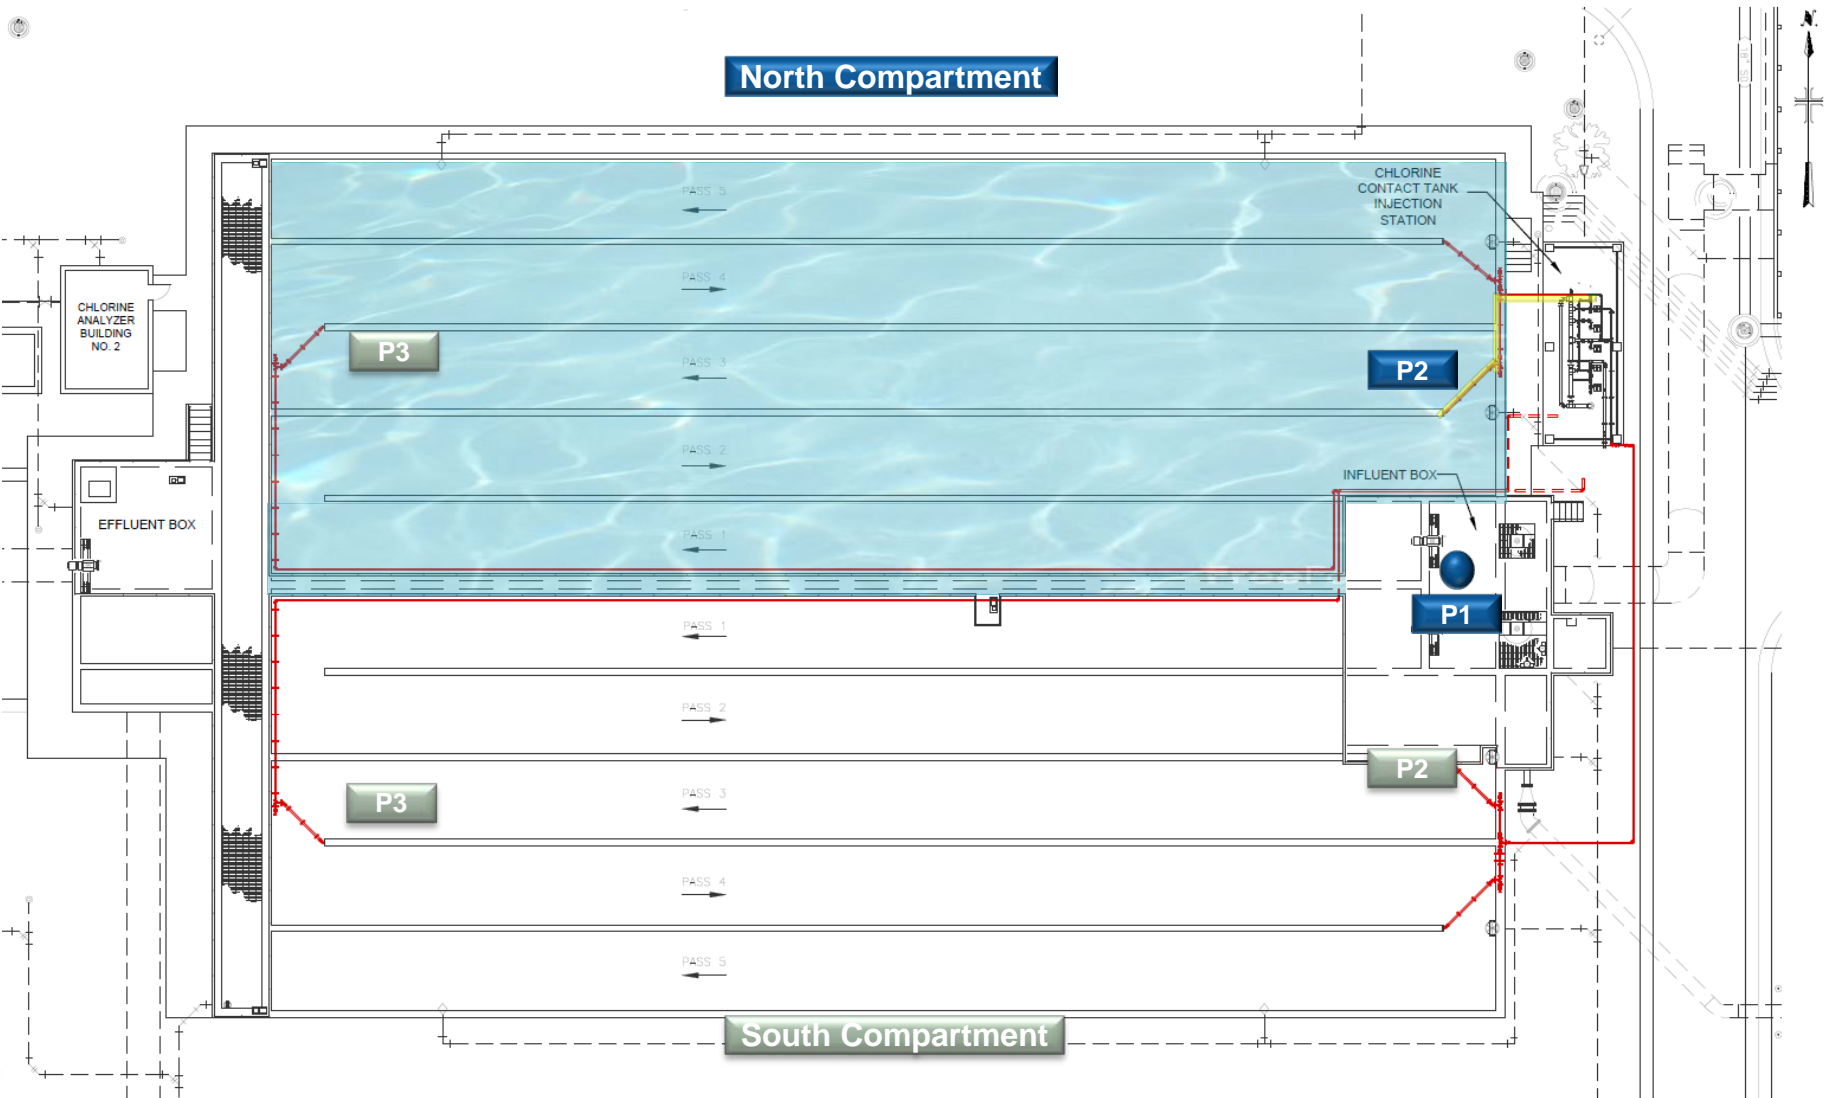 N
North Compartment
18" SD
CHLORINE
CONTACT TANK
INJECTION
STATION
PASS 5
PASS 4
CHLORINE
ANALYZER
BUILDING
NO. 2
P3
PASS 3
P2
PASS 2
INFLUENT BOX
EFFLUENT BOX
PASS 1
P1
PASS 1
PASS 2
P2
PASS 3
P3
PASS 4
PASS 5
South Compartment